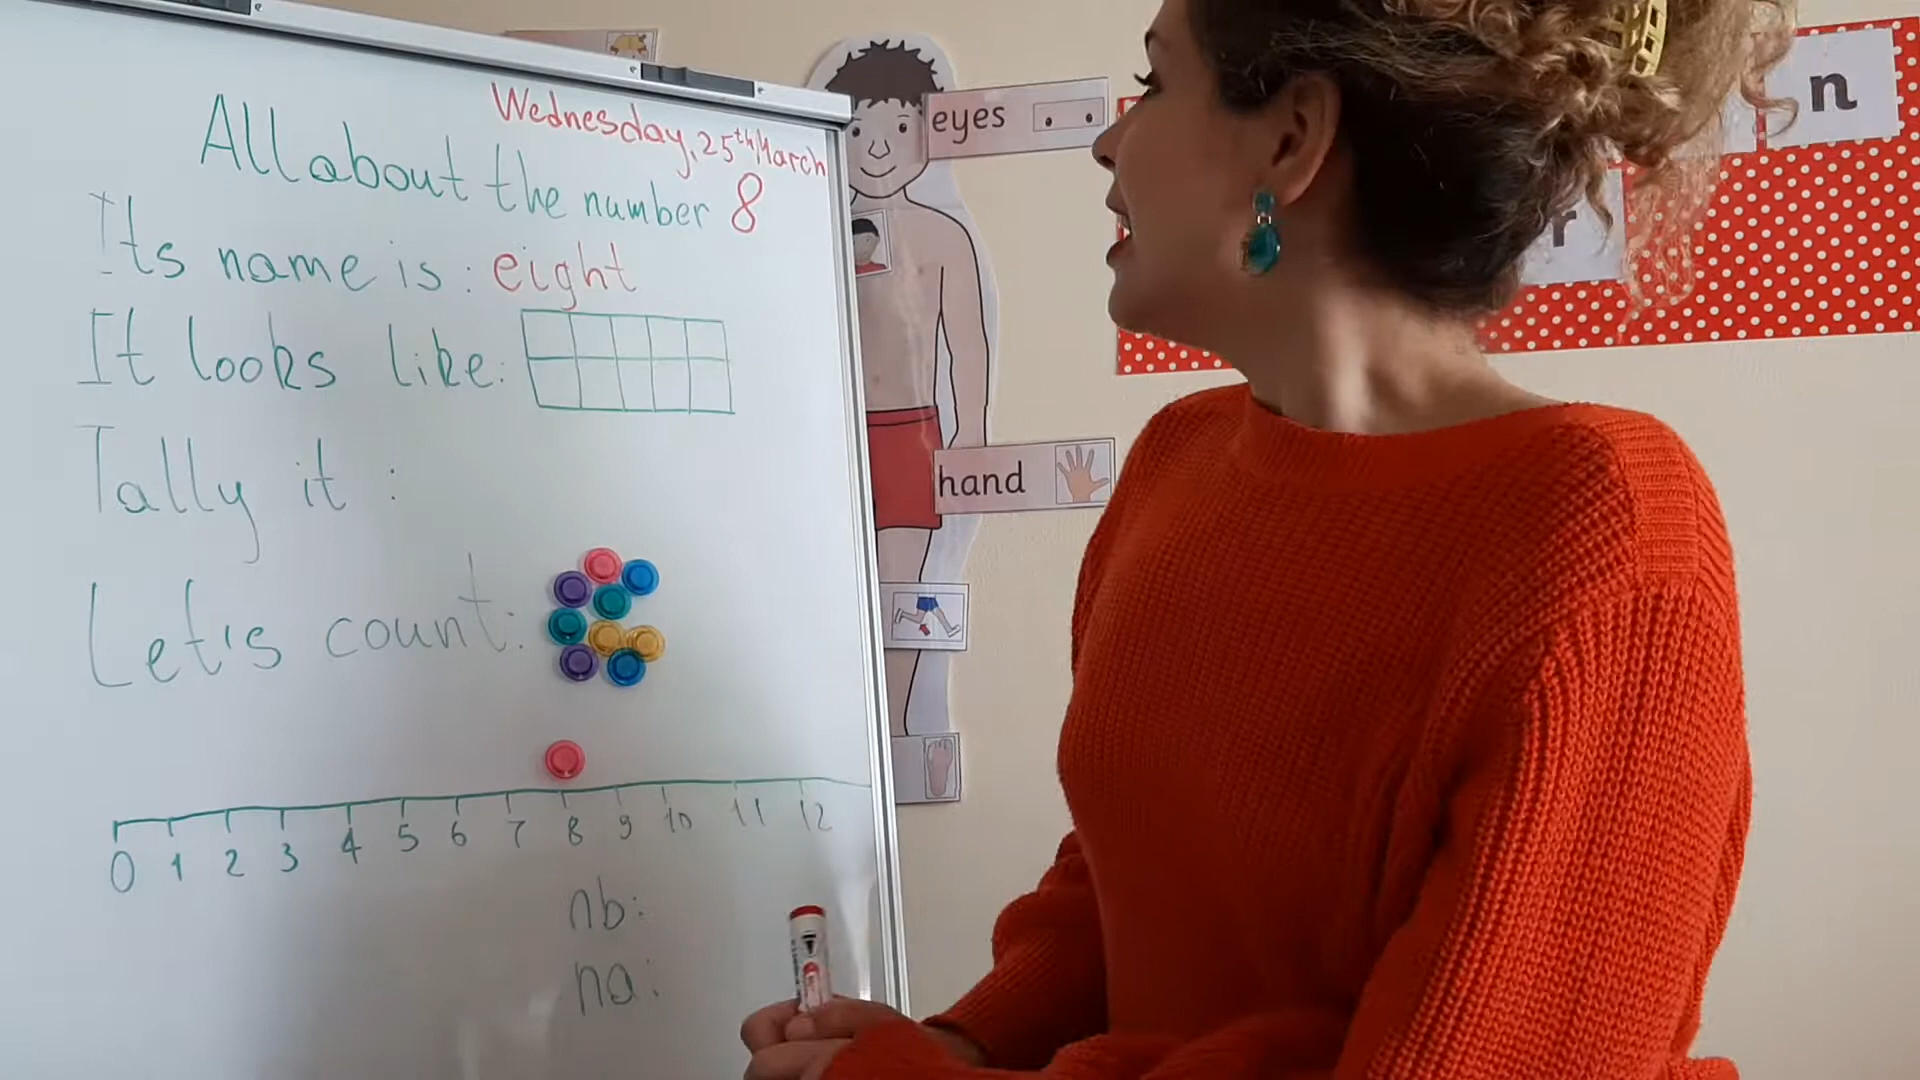 Wednesday, 25th March
All about the number 8
Its name is: eight
It looks like:
Tally it :
Let's count:
0 1 2 3 4 5 6 7 8 9 10 11 12
nb:
na:
eyes
hand
n
r